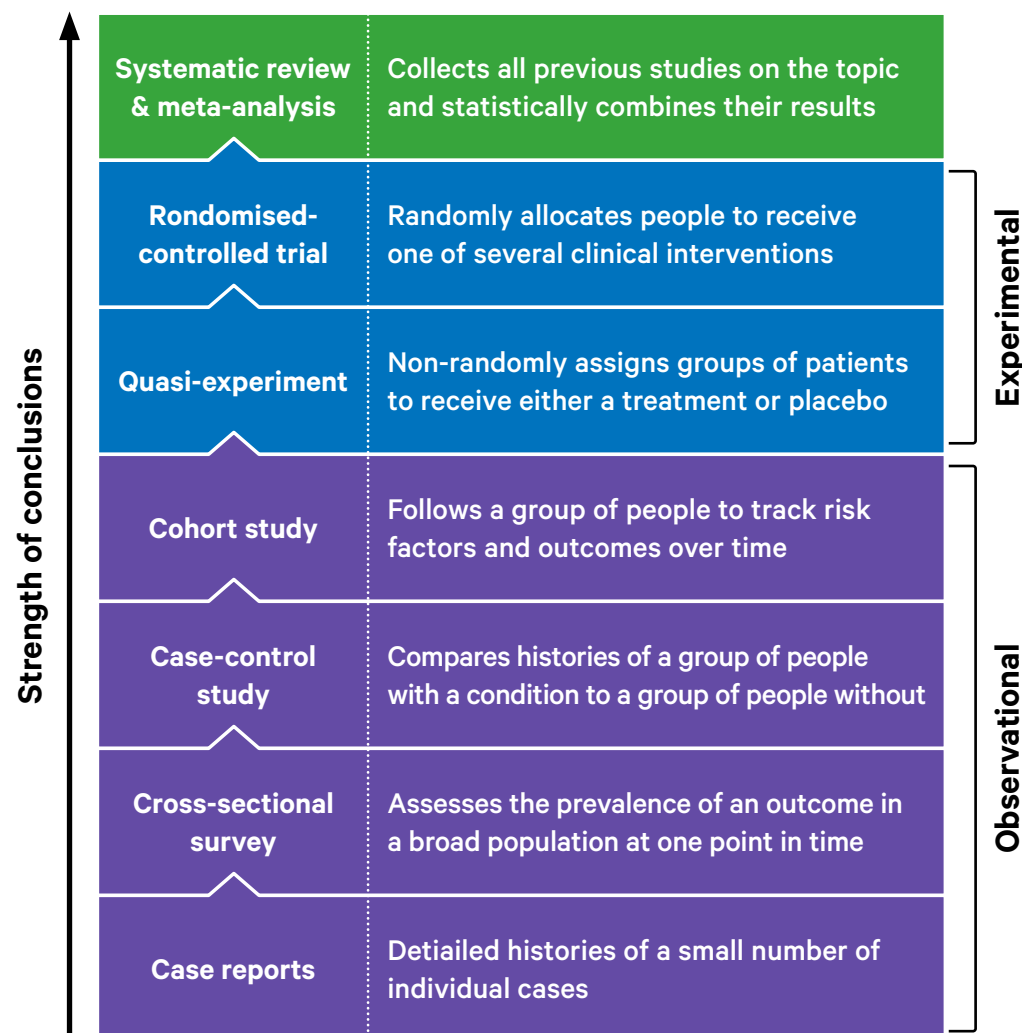 Strength of conclusions
Systematic review
& meta-analysis
Collects all previous studies on the topic
and statistically combines their results
Rondomised-
controlled trial
Randomly allocates people to receive
one of several clinical interventions
Quasi-experiment
Non-randomly assigns groups of patients
to receive either a treatment or placebo
Experimental
Cohort study
Follows a group of people to track risk
factors and outcomes over time
Case-control
study
Compares histories of a group of people
with a condition to a group of people without
Cross-sectional
survey
Assesses the prevalence of an outcome in
a broad population at one point in time
Case reports
Detiailed histories of a small number of
individual cases
Observational